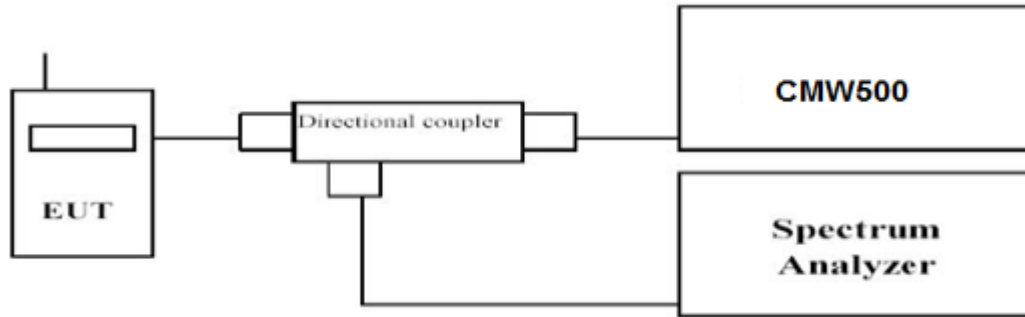 EUT
Directional coupler
CMW500
Spectrum
Analyzer